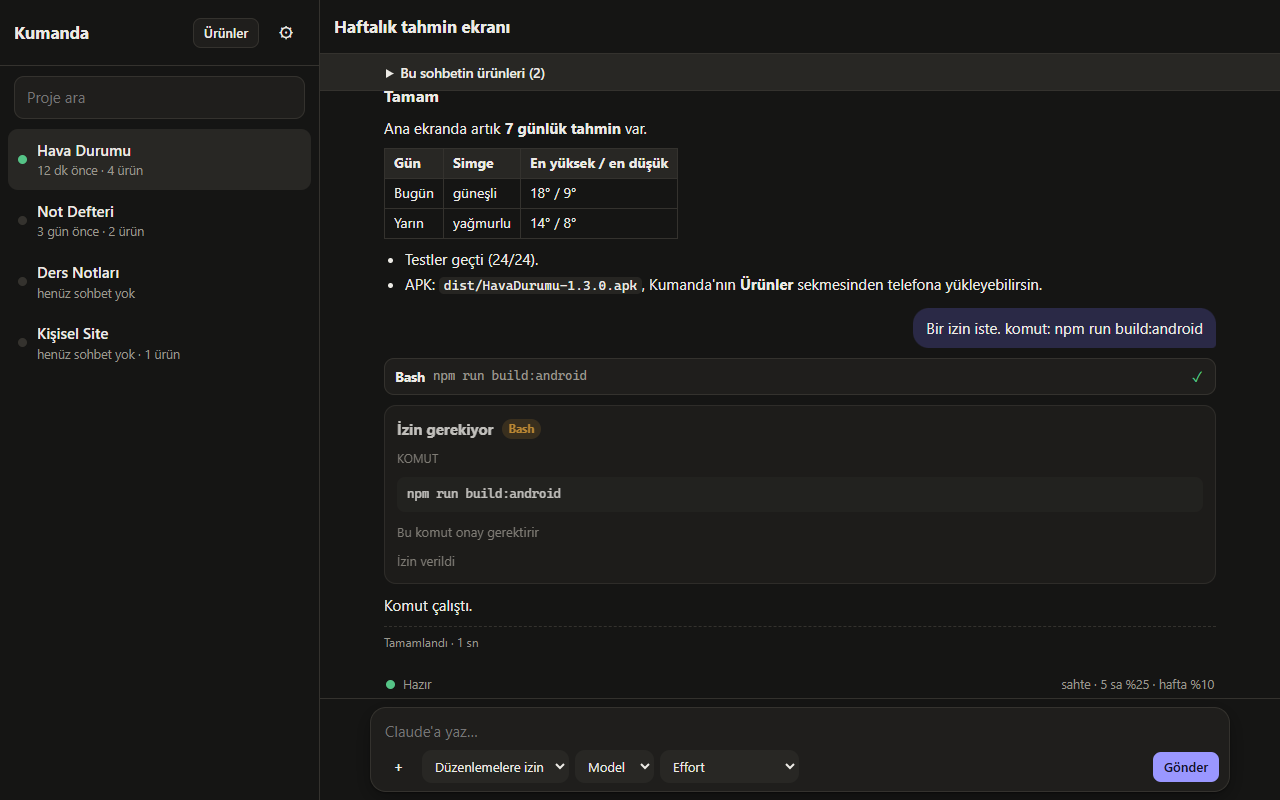 Kumanda
Ürünler
Proje ara
Hava Durumu
12 dk önce · 4 ürün
Not Defteri
3 gün önce · 2 ürün
Ders Notları
henüz sohbet yok
Kişisel Site
henüz sohbet yok · 1 ürün
Haftalık tahmin ekranı
Bu sohbetin ürünleri (2)
Tamam
Ana ekranda artık 7 günlük tahmin var.
Gün Simge En yüksek / en düşük
Bugün güneşli 18° / 9°
Yarın yağmurlu 14° / 8°
Testler geçti (24/24).
APK: dist/HavaDurumu-1.3.0.apk, Kumanda'nın Ürünler sekmesinden telefona yükleyebilirsin.
Bir izin iste. komut: npm run build:android
Bash npm run build:android
İzin gerekiyor Bash
KOMUT
npm run build:android
Bu komut onay gerektirir
İzin verildi
Komut çalıştı.
Tamamlandı · 1 sn
Hazır
sahte · 5 sa %25 · hafta %10
Claude'a yaz...
+ Düzenlemelere izin Model Effort Gönder